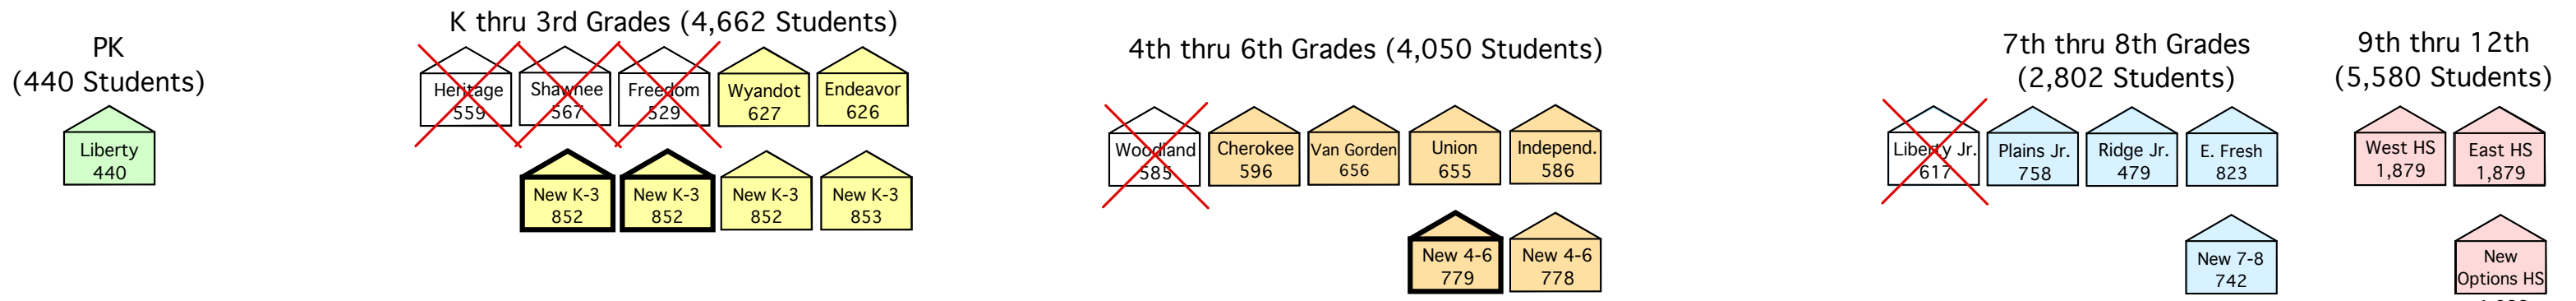 PK
(440 Students)
Liberty
440
K thru 3rd Grades (4,662 Students)
Heritage
559
Shawnee
567
Freedom
529
Wyandot
627
Endeavor
626
New K-3
852
New K-3
852
New K-3
852
New K-3
853
4th thru 6th Grades (4,050 Students)
Woodland
585
Cherokee
596
Van Gorden
656
Union
655
Independ.
586
New 4-6
779
New 4-6
778
7th thru 8th Grades
(2,802 Students)
Liberty Jr.
617
Plains Jr.
758
Ridge Jr.
479
E. Fresh
823
New 7-8
742
9th thru 12th
(5,580 Students)
West HS
1,879
East HS
1,879
New
Options HS